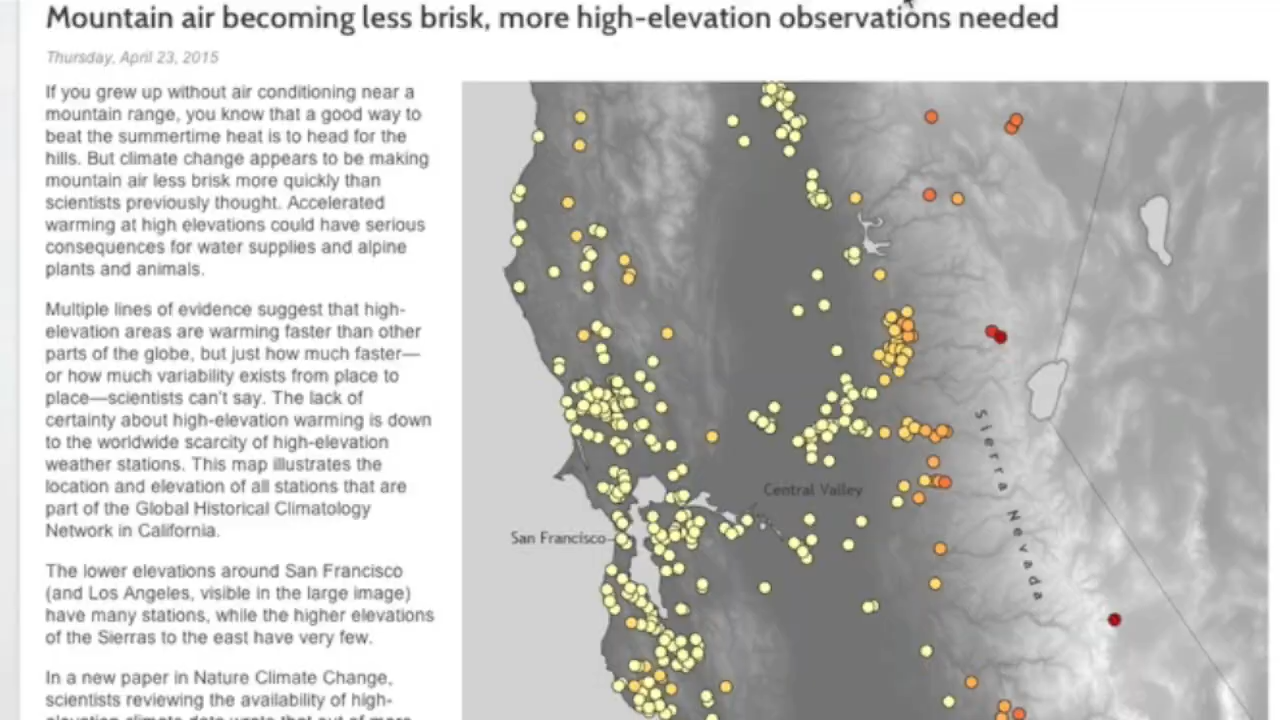 Mountain air becoming less brisk, more high-elevation observations needed
Thursday, April 23, 2015
If you grew up without air conditioning near a
mountain range, you know that a good way to
beat the summertime heat is to head for the
hills. But climate change appears to be making
mountain air less brisk more quickly than
scientists previously thought. Accelerated
warming at high elevations could have serious
consequences for water supplies and alpine
plants and animals.
Multiple lines of evidence suggest that high-
elevation areas are warming faster than other
parts of the globe, but just how much faster—
or how much variability exists from place to
place—scientists can't say. The lack of
certainty about high-elevation warming is down
to the worldwide scarcity of high-elevation
weather stations. This map illustrates the
location and elevation of all stations that are
part of the Global Historical Climatology
Network in California.
The lower elevations around San Francisco
(and Los Angeles, visible in the large image)
have many stations, while the higher elevations
of the Sierras to the east have very few.
In a new paper in Nature Climate Change,
scientists reviewing the availability of high-
elevation climate data wrote that out of more
Central Valley
San Francisco
Sierra Nevada